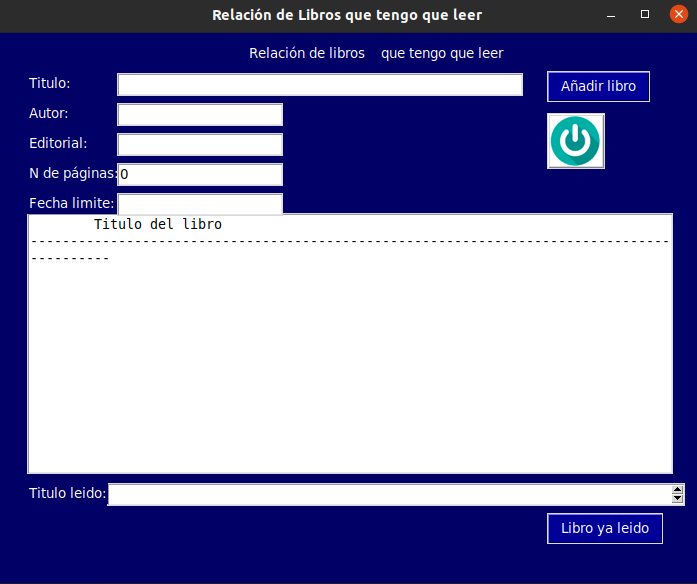 Relación de Libros que tengo que leer
Relación de libros    que tengo que leer
Titulo:
Añadir libro
Autor:
Editorial:
N de páginas: 0
Fecha limite:
Titulo del libro
--------------------------------------------------------------------------------
----------
Titulo leido:
Libro ya leido